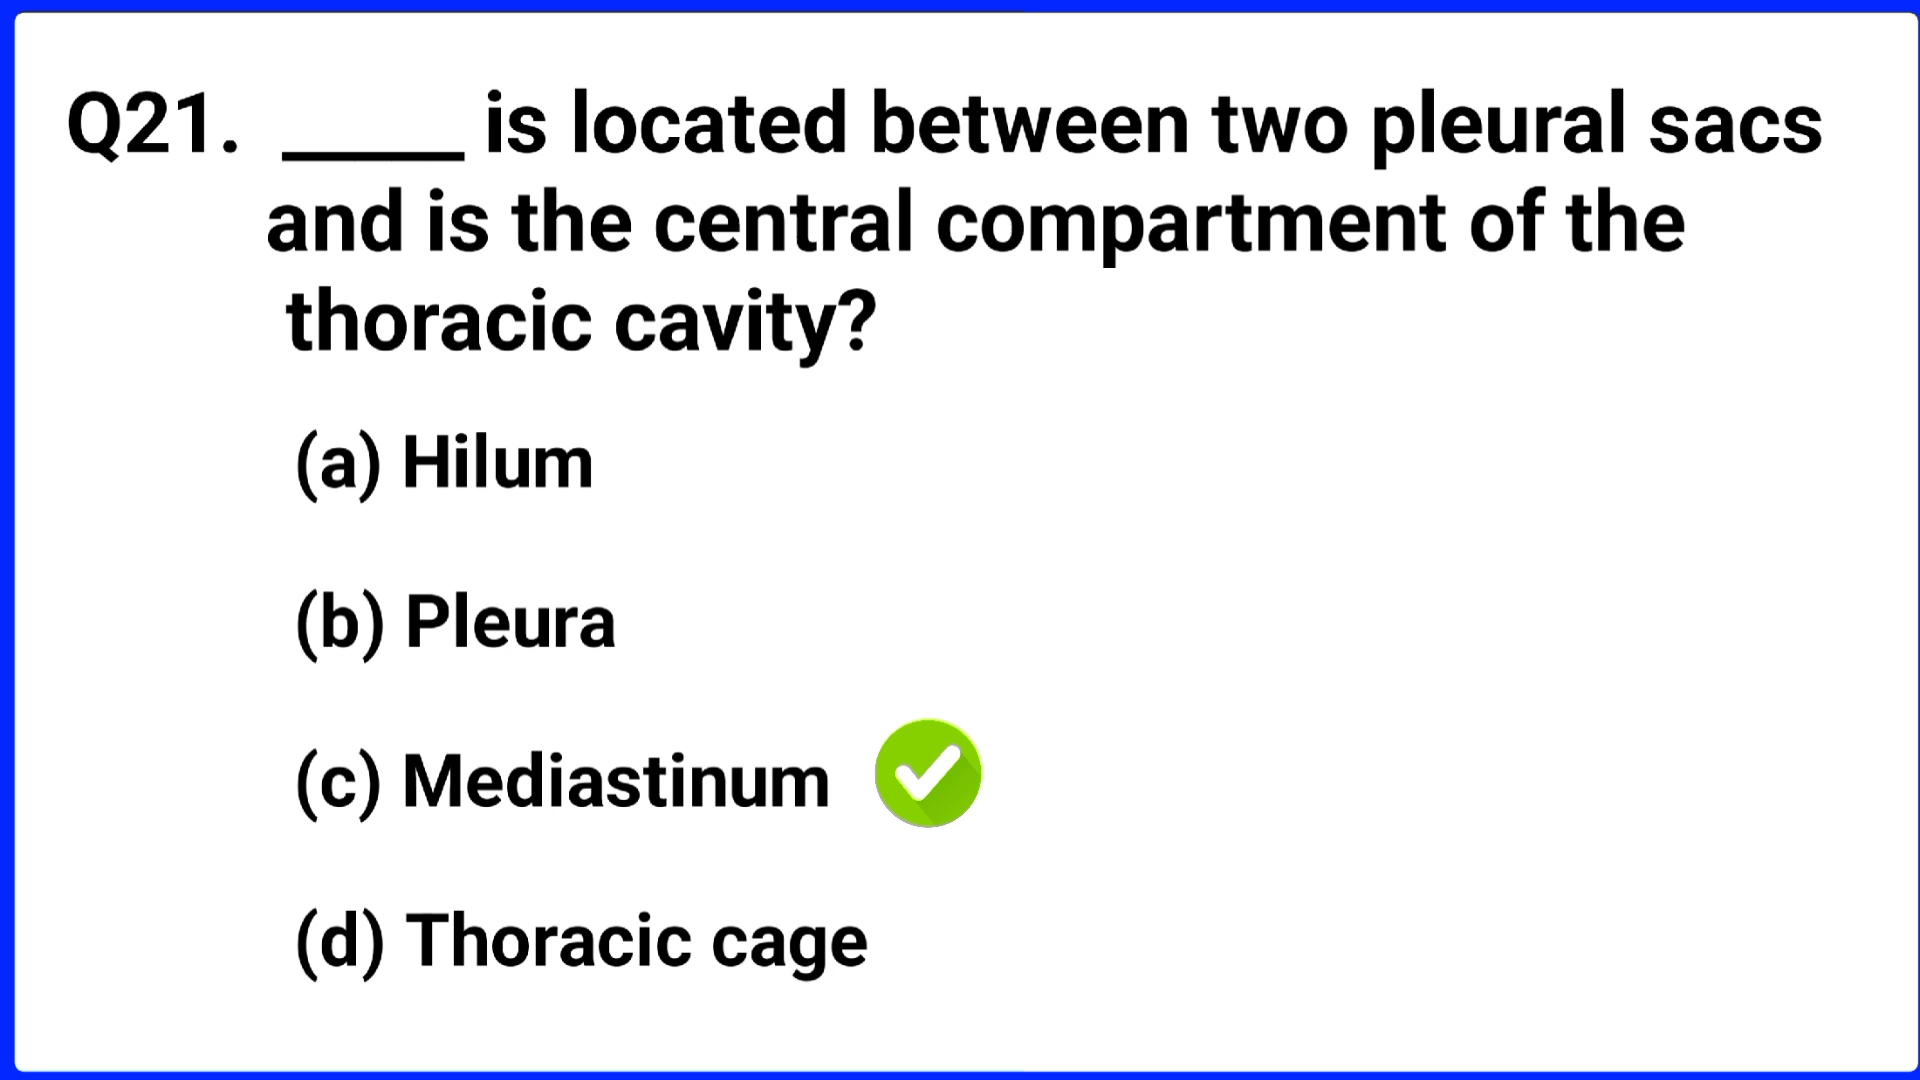 Q21. _____ is located between two pleural sacs
and is the central compartment of the
thoracic cavity?
(a) Hilum
(b) Pleura
(c) Mediastinum
(d) Thoracic cage